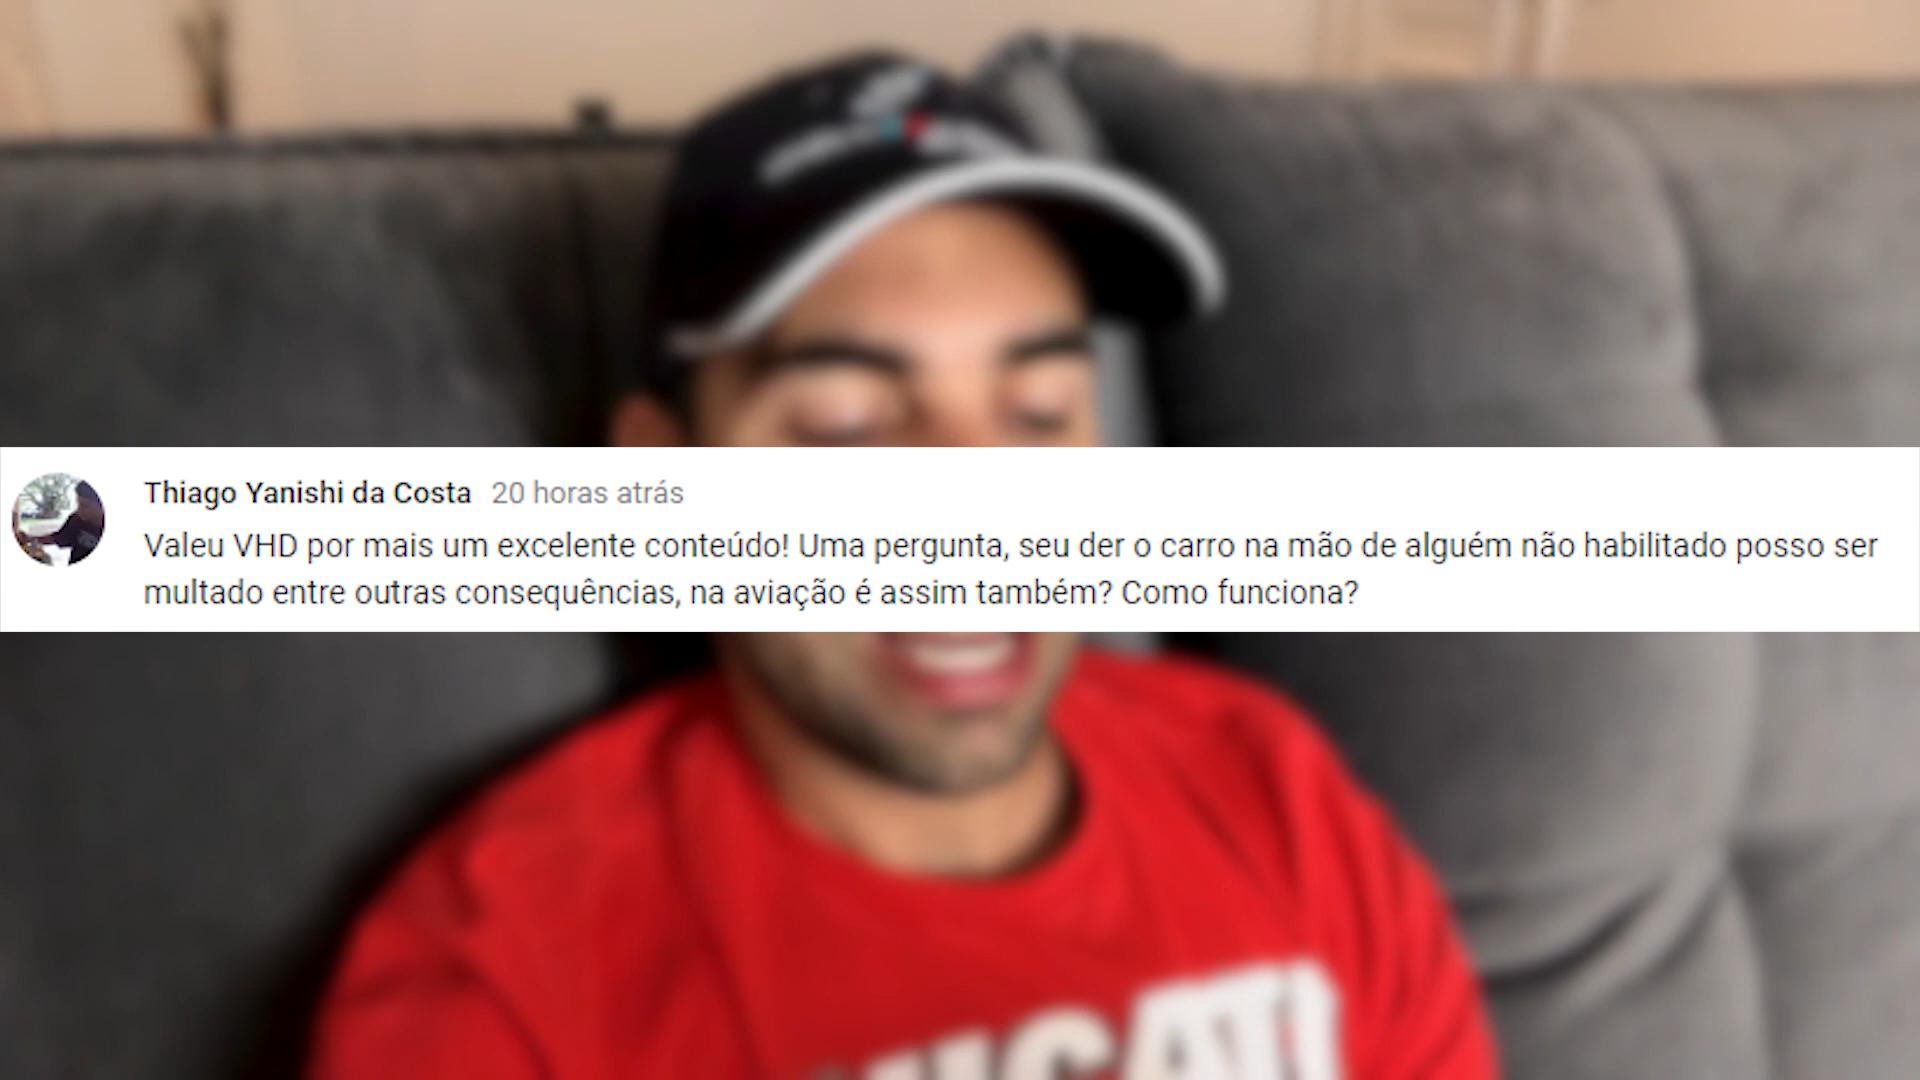 Thiago Yanishi da Costa 20 horas atrás
Valeu VHD por mais um excelente conteúdo! Uma pergunta, seu der o carro na mão de alguém não habilitado posso ser
multado entre outras consequências, na aviação é assim também? Como funciona?